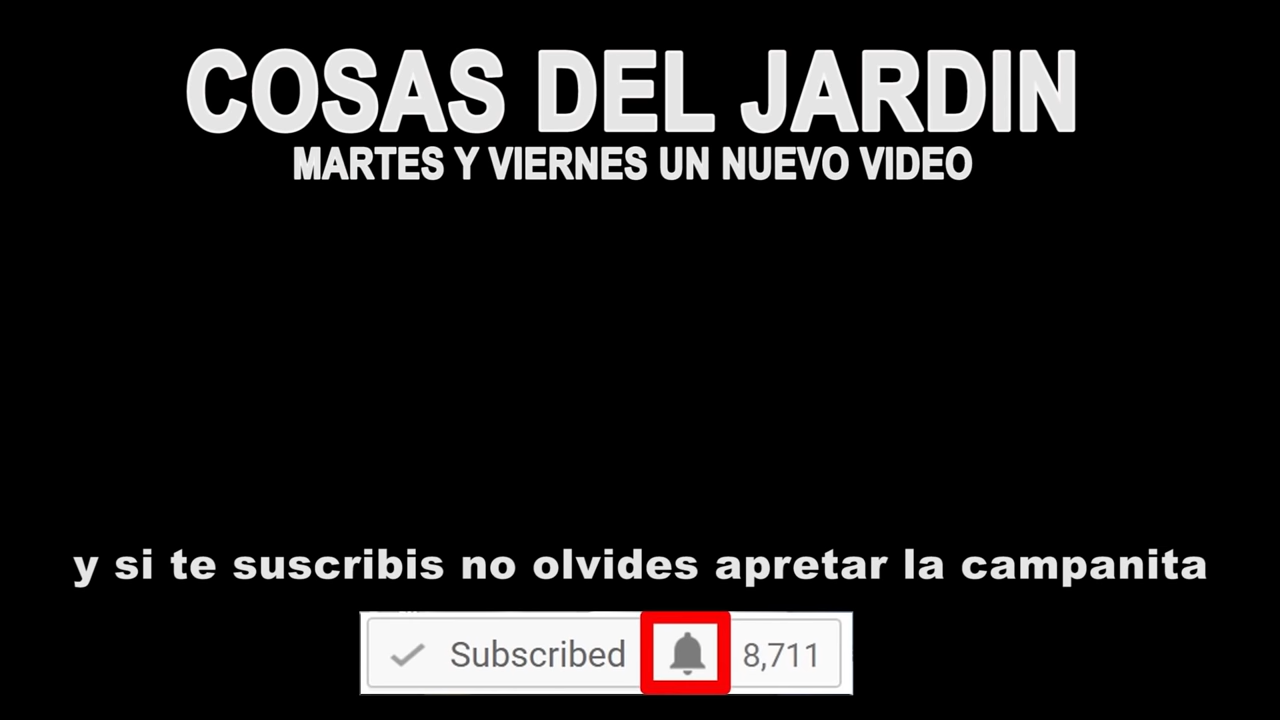 COSAS DEL JARDIN
MARTES Y VIERNES UN NUEVO VIDEO
y si te suscribis no olvides apretar la campanita
Subscribed 8,711